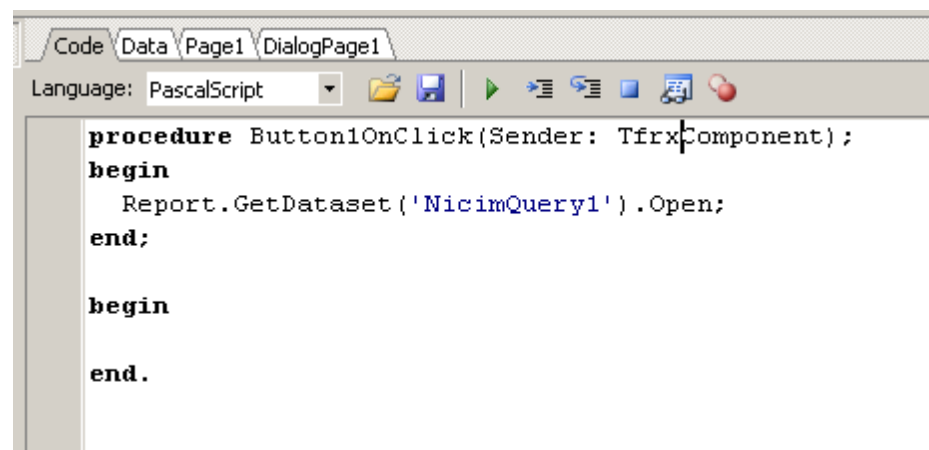 Code Data Page1 DialogPage1
Language: PascalScript
procedure Button1OnClick(Sender: TfrxComponent);
begin
Report.GetDataset('NicimQuery1').Open;
end;
begin
end.